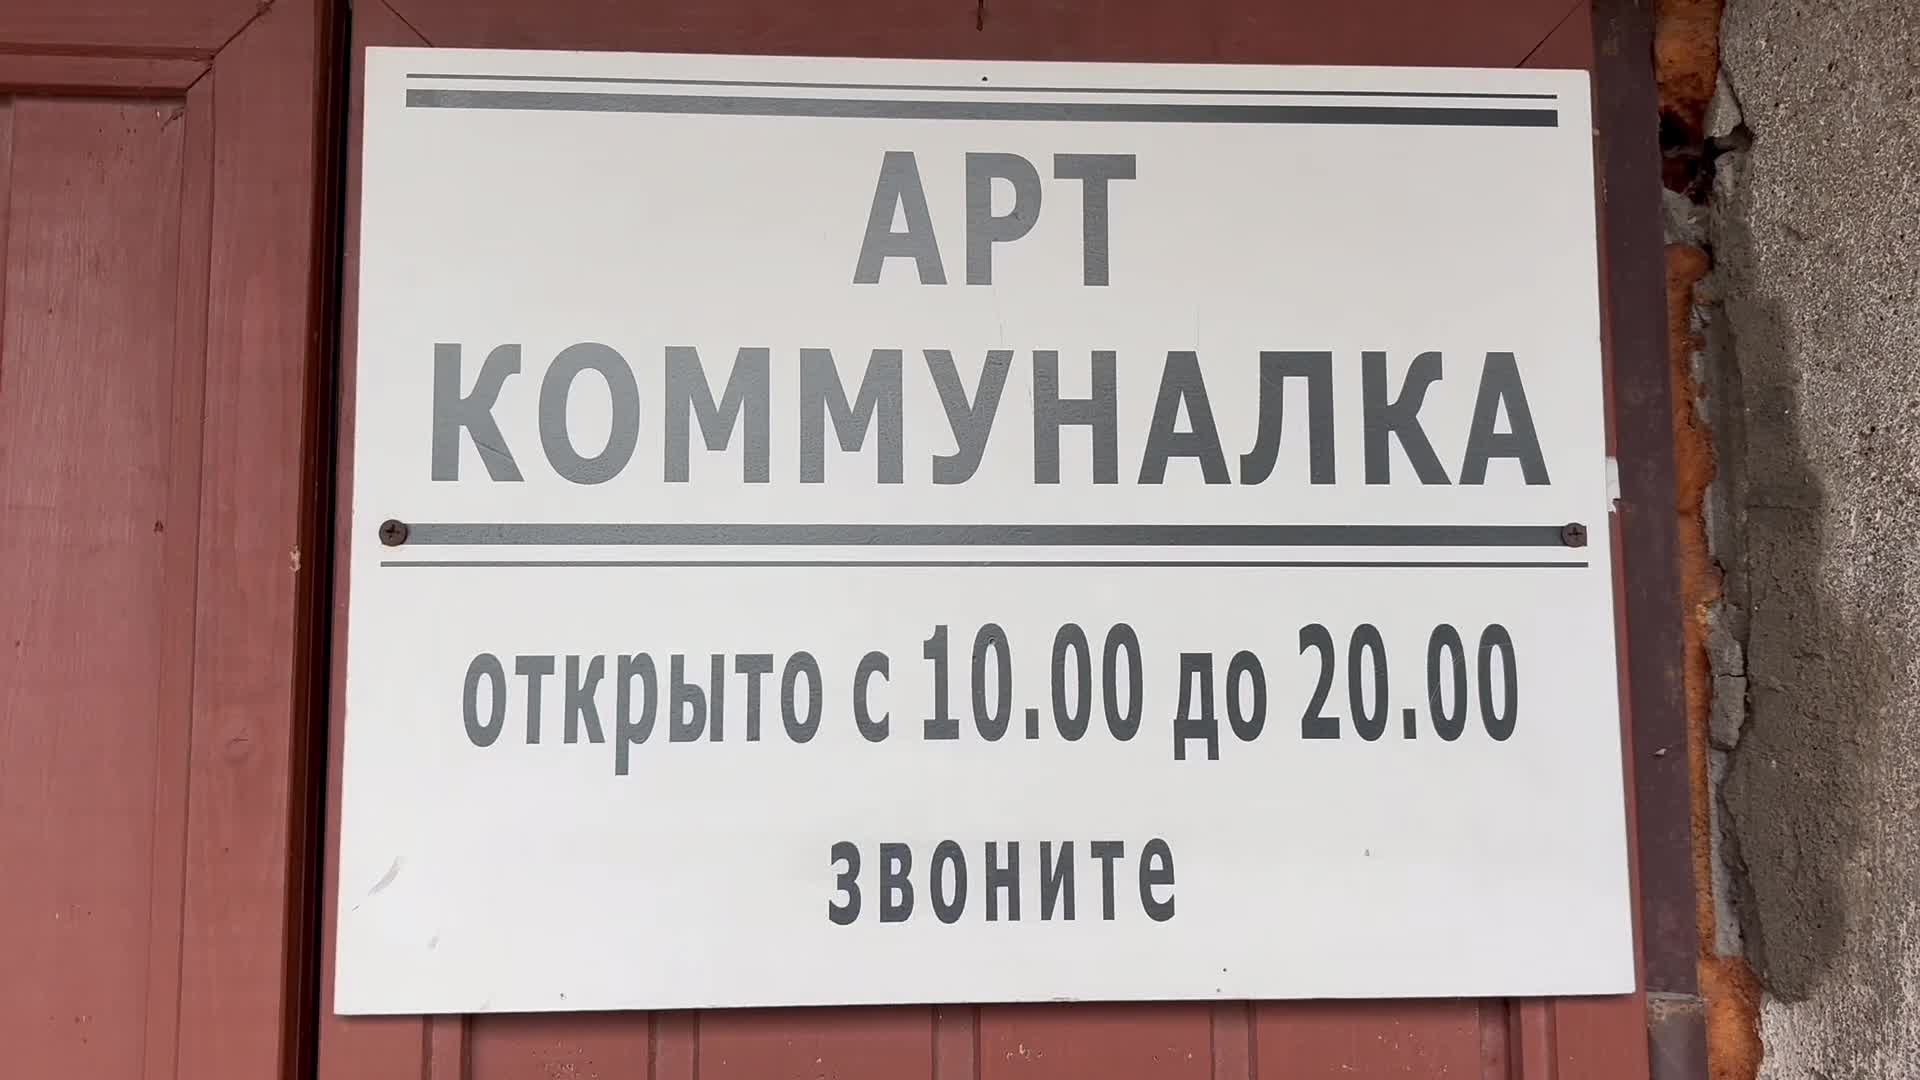 АРТ
КОММУНАЛКА
открыто с 10.00 до 20.00
звоните